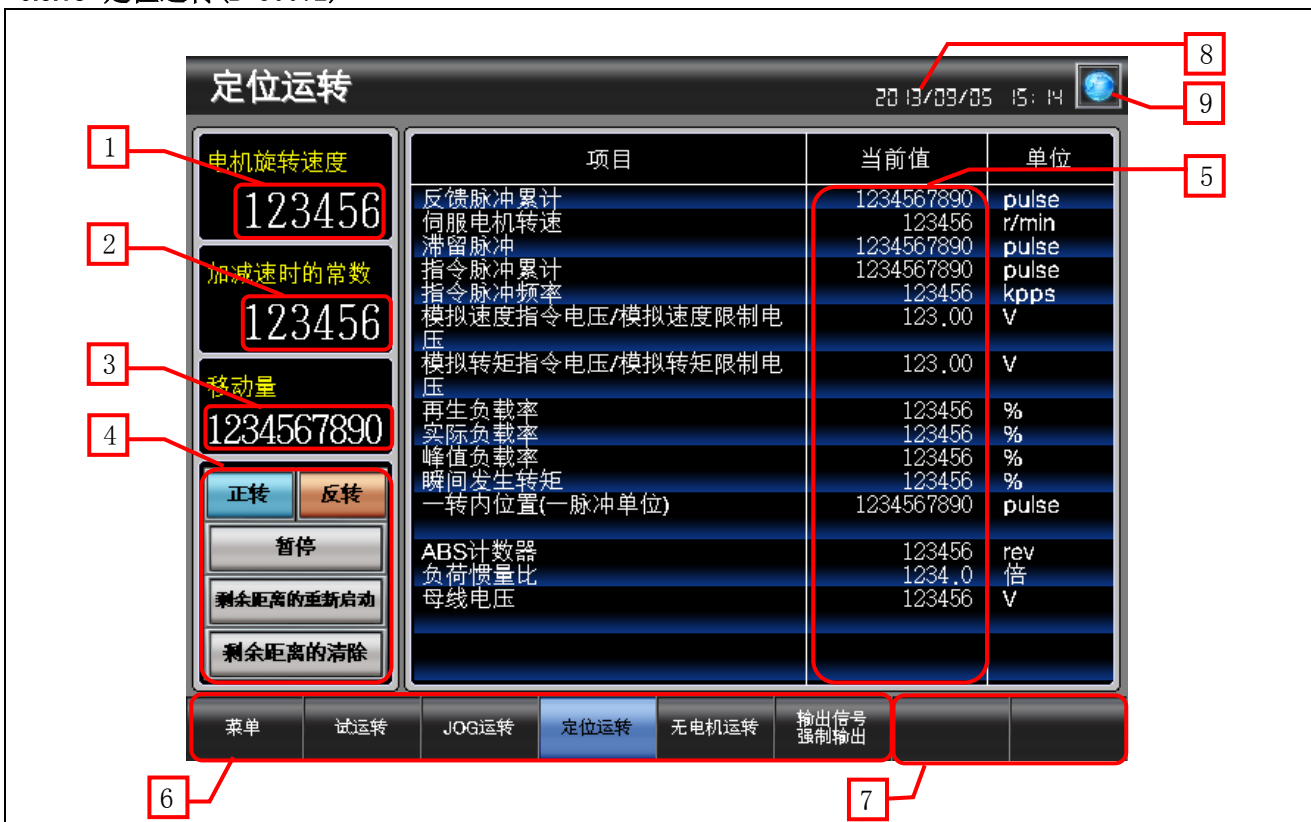 8
定位运转
2013/09/05 15:14
9
1
电机旋转速度
123456
2
加减速时的常数
123456
3
移动量
1234567890
4
正转 反转
暂停
剩余距离的重新启动
剩余距离的清除
项目 当前值 单位
5
反馈脉冲累计 1234567890 pulse
伺服电机转速 123456 r/min
滞留脉冲 1234567890 pulse
指令脉冲累计 1234567890 pulse
指令脉冲频率 123456 kpps
模拟速度指令电压/模拟速度限制电 123.00 V
压
模拟转矩指令电压/模拟转矩限制电 123.00 V
压
再生负载率 123456 %
实际负载率 123456 %
峰值负载率 123456 %
瞬间发生转矩 123456 %
一转内位置(一脉冲单位) 1234567890 pulse
ABS计数器 123456 rev
负荷惯量比 1234.0 倍
母线电压 123456 V
菜单 试运转 JOG运转 定位运转 无电机运转 输出信号
强制输出
6
7